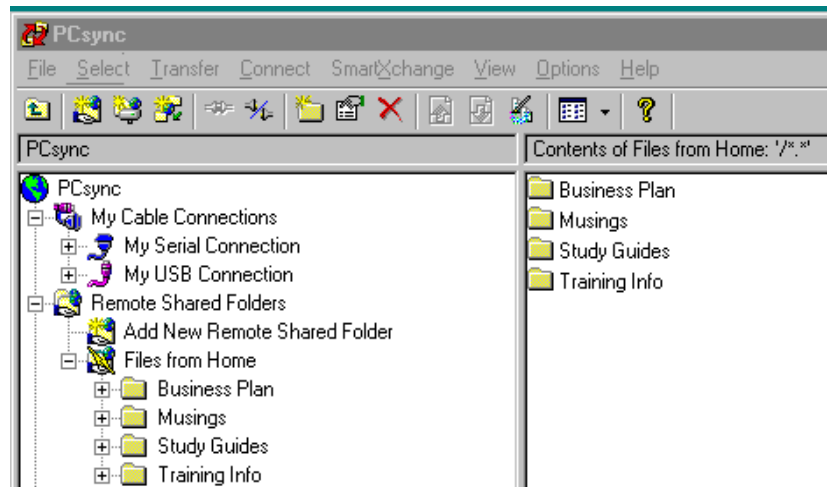 PCsync
File Select Transfer Connect SmartXchange View Options Help
PCsync
Contents of Files from Home: '/*.*'
PCsync
My Cable Connections
My Serial Connection
My USB Connection
Remote Shared Folders
Add New Remote Shared Folder
Files from Home
Business Plan
Musings
Study Guides
Training Info
Business Plan
Musings
Study Guides
Training Info